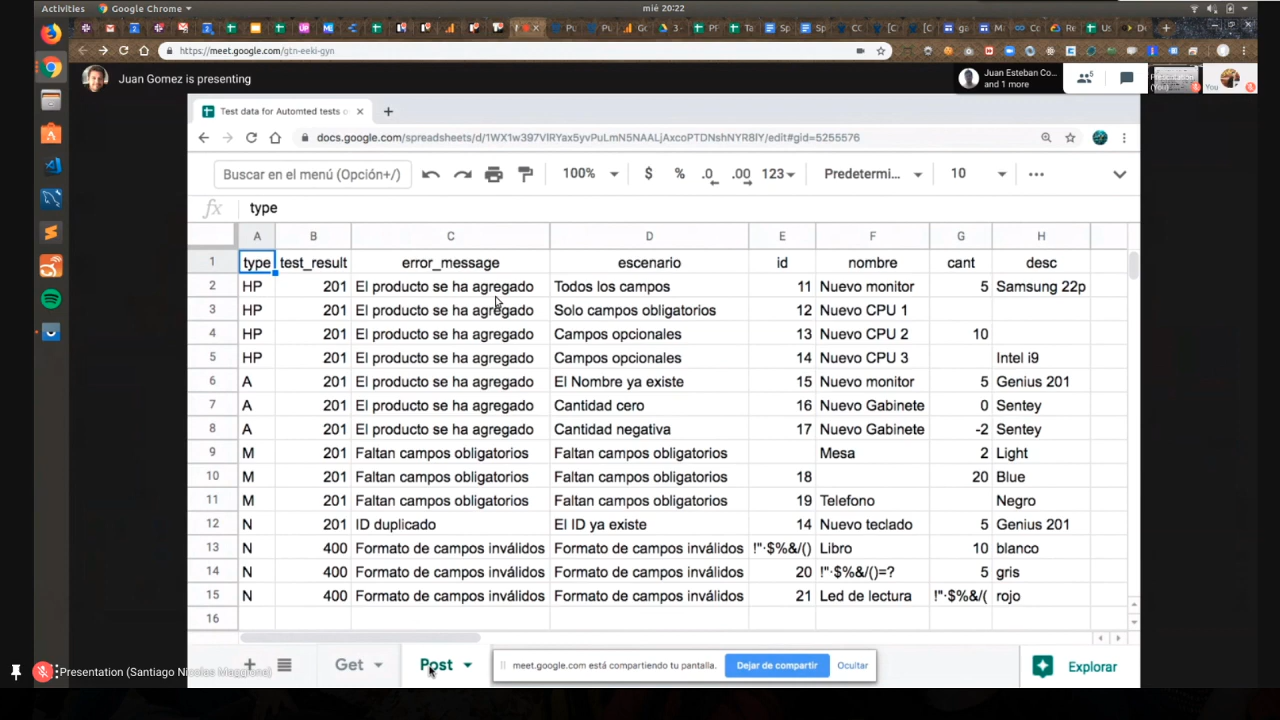 Activities Google Chrome mié 20:22
https://meet.google.com/gtn-eeki-gyn
Juan Gomez is presenting
Juan Esteban Co...
and 1 more
6
(You) You
Test data for Automted tests
docs.google.com/spreadsheets/d/1WX1w397VIRYax5yvPuLmN5NAALjAxcoPTDNshNYR8IY/edit#gid=5255576
Buscar en el menú (Opción+/) 100% $ % .0 .00 123 Predetermi... 10 ...
fx type
A B C D E F G H
1 type test_result error_message escenario id nombre cant desc
2 HP 201 El producto se ha agregado Todos los campos 11 Nuevo monitor 5 Samsung 22p
3 HP 201 El producto se ha agregado Solo campos obligatorios 12 Nuevo CPU 1
4 HP 201 El producto se ha agregado Campos opcionales 13 Nuevo CPU 2 10
5 HP 201 El producto se ha agregado Campos opcionales 14 Nuevo CPU 3 Intel i9
6 A 201 El producto se ha agregado El Nombre ya existe 15 Nuevo monitor 5 Genius 201
7 A 201 El producto se ha agregado Cantidad cero 16 Nuevo Gabinete 0 Sentey
8 A 201 El producto se ha agregado Cantidad negativa 17 Nuevo Gabinete -2 Sentey
9 M 201 Faltan campos obligatorios Faltan campos obligatorios Mesa 2 Light
10 M 201 Faltan campos obligatorios Faltan campos obligatorios 18 20 Blue
11 M 201 Faltan campos obligatorios Faltan campos obligatorios 19 Telefono Negro
12 N 201 ID duplicado El ID ya existe 14 Nuevo teclado 5 Genius 201
13 N 400 Formato de campos inválidos Formato de campos inválidos !"·$%&/() Libro 10 blanco
14 N 400 Formato de campos inválidos Formato de campos inválidos 20 !"·$%&/()=? 5 gris
15 N 400 Formato de campos inválidos Formato de campos inválidos 21 Led de lectura !"·$%&/( rojo
16
Get Post meet.google.com está compartiendo tu pantalla. Dejar de compartir Ocultar Explorar
Presentation (Santiago Nicolas Maggione)